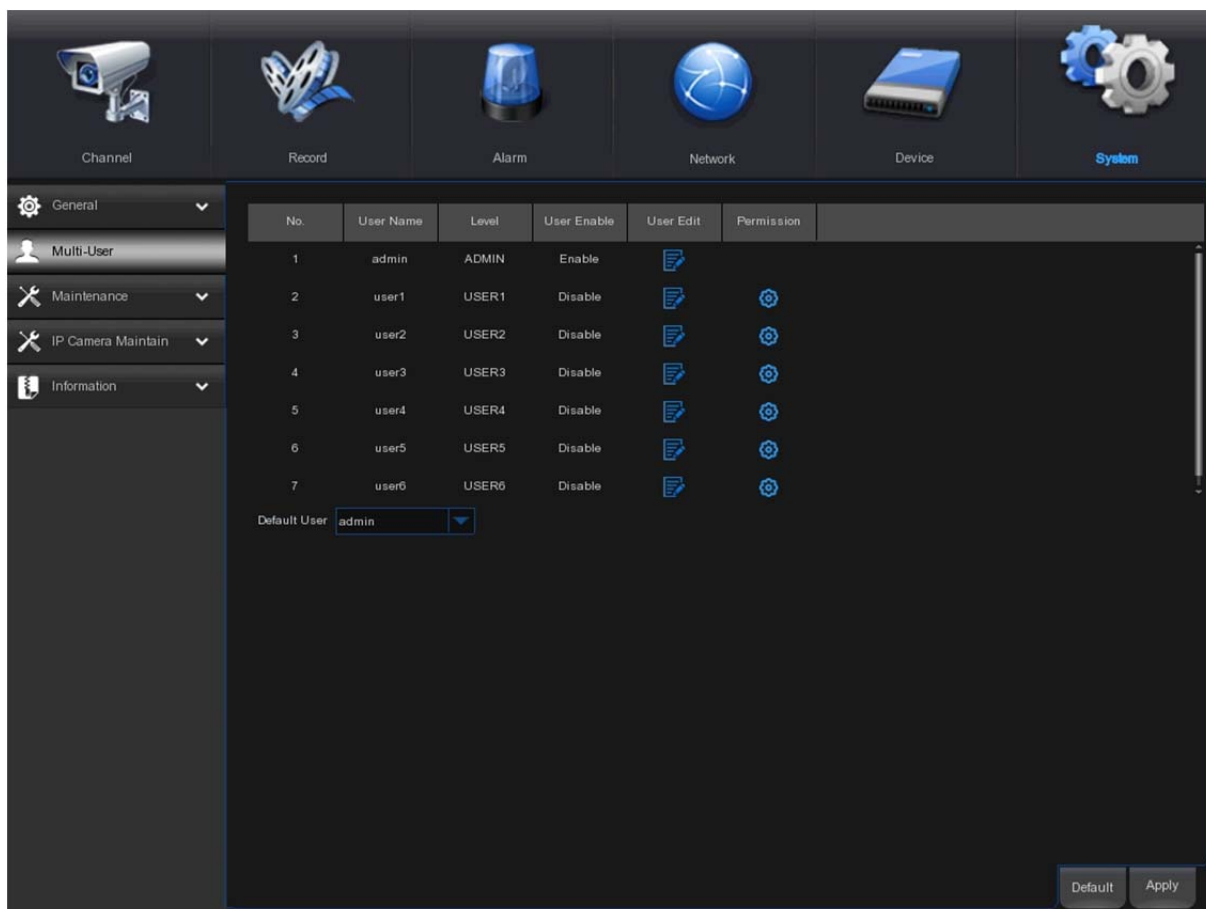 Channel Record Alarm Network Device System
General
Multi-User
Maintenance
IP Camera Maintain
Information
No. User Name Level User Enable User Edit Permission
1 admin ADMIN Enable
2 user1 USER1 Disable
3 user2 USER2 Disable
4 user3 USER3 Disable
5 user4 USER4 Disable
6 user5 USER5 Disable
7 user6 USER6 Disable
Default User admin
Default Apply